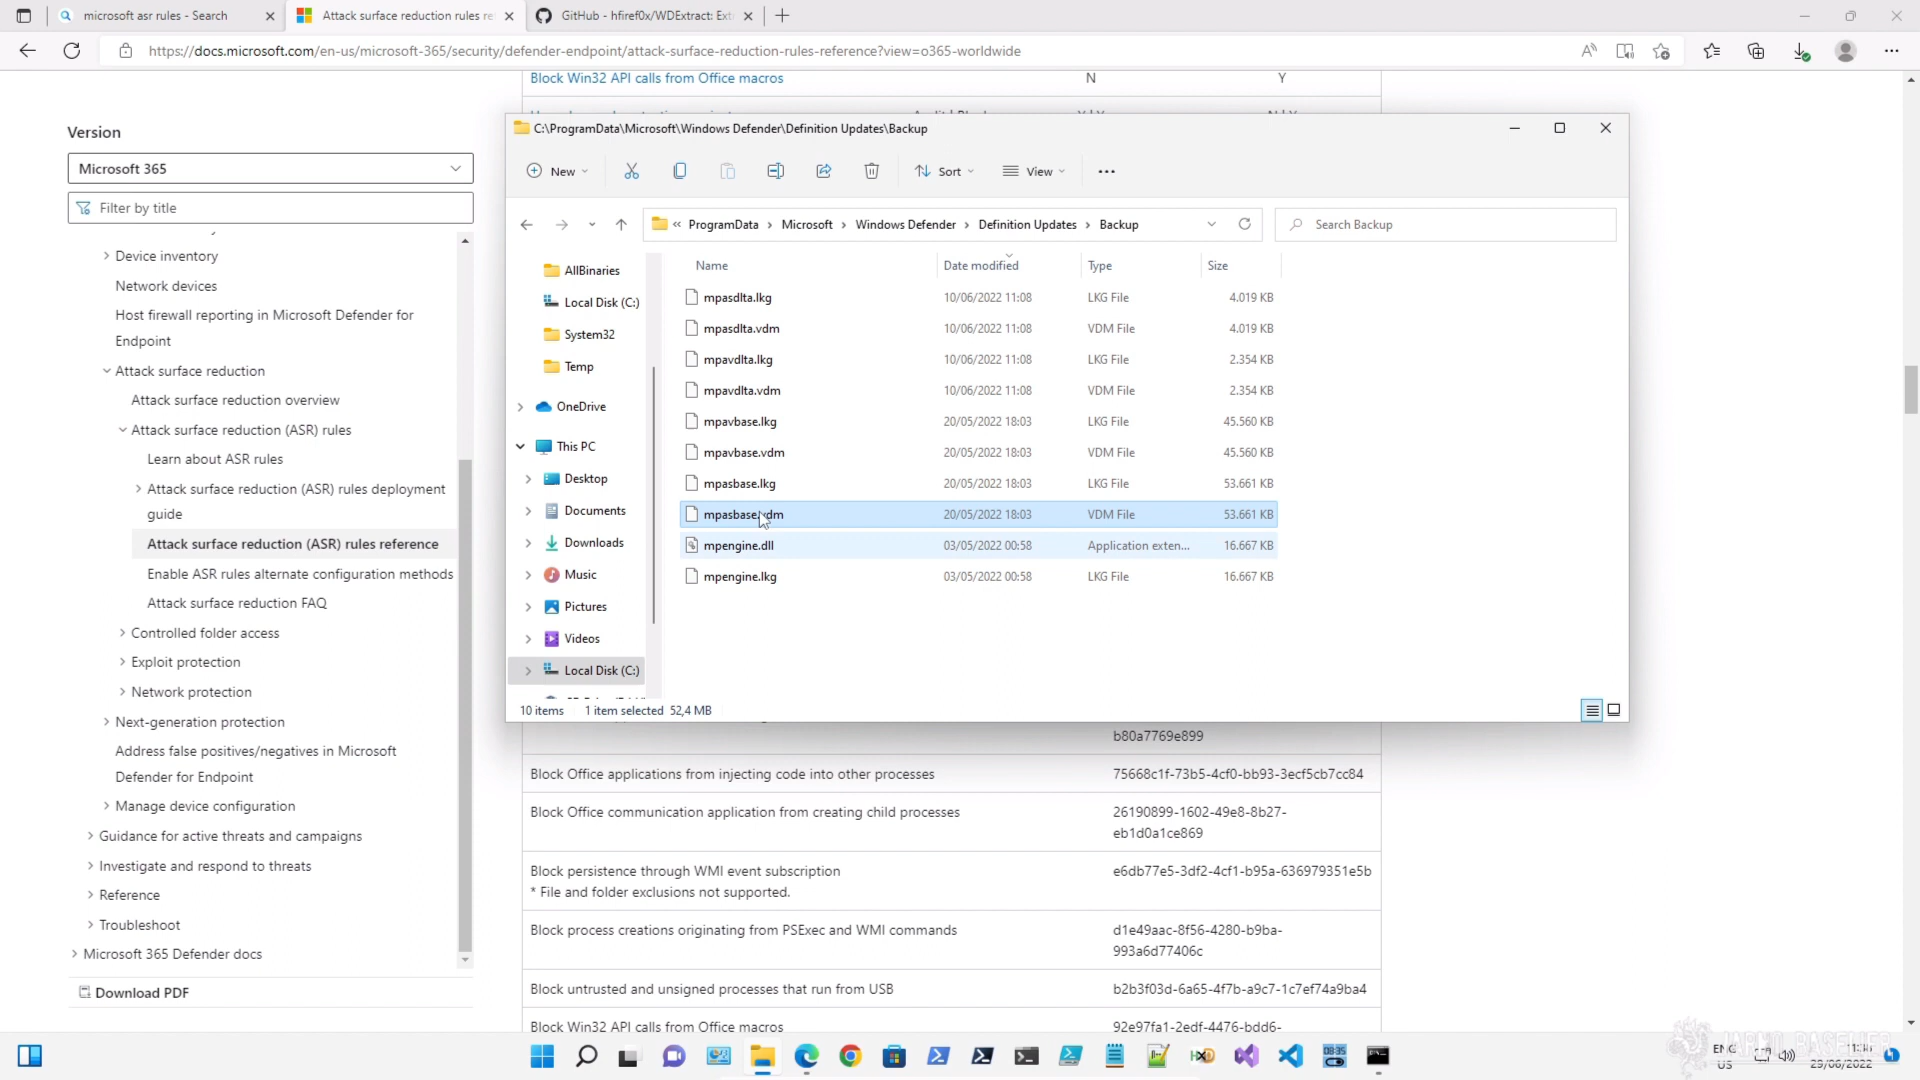 microsoft asr rules - Search
Attack surface reduction rules re
GitHub - hfiref0x/WDExtract: Ext
https://docs.microsoft.com/en-us/microsoft-365/security/defender-endpoint/attack-surface-reduction-rules-reference?view=o365-worldwide
Block Win32 API calls from Office macros N Y
Version
Microsoft 365
Filter by title
Device inventory
Network devices
Host firewall reporting in Microsoft Defender for
Endpoint
Attack surface reduction
Attack surface reduction overview
Attack surface reduction (ASR) rules
Learn about ASR rules
Attack surface reduction (ASR) rules deployment
guide
Attack surface reduction (ASR) rules reference
Enable ASR rules alternate configuration methods
Attack surface reduction FAQ
Controlled folder access
Exploit protection
Network protection
Next-generation protection
Address false positives/negatives in Microsoft
Defender for Endpoint
Manage device configuration
Guidance for active threats and campaigns
Investigate and respond to threats
Reference
Troubleshoot
Microsoft 365 Defender docs
Download PDF
C:\ProgramData\Microsoft\Windows Defender\Definition Updates\Backup
New Sort View
« ProgramData > Microsoft > Windows Defender > Definition Updates > Backup
Search Backup
AllBinaries
Local Disk (C:)
System32
Temp
OneDrive
This PC
Desktop
Documents
Downloads
Music
Pictures
Videos
Local Disk (C:)
Name Date modified Type Size
mpasdlta.lkg 10/06/2022 11:08 LKG File 4.019 KB
mpasdlta.vdm 10/06/2022 11:08 VDM File 4.019 KB
mpavdlta.lkg 10/06/2022 11:08 LKG File 2.354 KB
mpavdlta.vdm 10/06/2022 11:08 VDM File 2.354 KB
mpavbase.lkg 20/05/2022 18:03 LKG File 45.560 KB
mpavbase.vdm 20/05/2022 18:03 VDM File 45.560 KB
mpasbase.lkg 20/05/2022 18:03 LKG File 53.661 KB
mpasbase.vdm 20/05/2022 18:03 VDM File 53.661 KB
mpengine.dll 03/05/2022 00:58 Application exten... 16.667 KB
mpengine.lkg 03/05/2022 00:58 LKG File 16.667 KB
10 items 1 item selected 52,4 MB
b80a7769e899
Block Office applications from injecting code into other processes 75668c1f-73b5-4cf0-bb93-3ecf5cb7cc84
Block Office communication application from creating child processes 26190899-1602-49e8-8b27-
eb1d0a1ce869
Block persistence through WMI event subscription e6db77e5-3df2-4cf1-b95a-636979351e5b
* File and folder exclusions not supported.
Block process creations originating from PSExec and WMI commands d1e49aac-8f56-4280-b9ba-
993a6d77406c
Block untrusted and unsigned processes that run from USB b2b3f03d-6a65-4f7b-a9c7-1c7ef74a9ba4
Block Win32 API calls from Office macros 92e97fa1-2edf-4476-bdd6-
ENG
US
29/06/2022